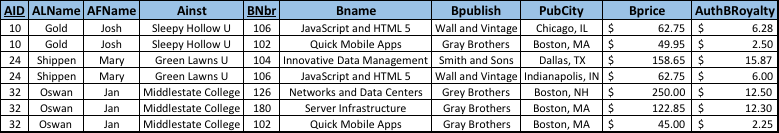 AID ALName AFName Ainst BNbr Bname Bpublish PubCity Bprice AuthBRoyalty
10 Gold Josh Sleepy Hollow U 106 JavaScript and HTML 5 Wall and Vintage Chicago, IL $ 62.75 $ 6.28
10 Gold Josh Sleepy Hollow U 102 Quick Mobile Apps Gray Brothers Boston, MA $ 49.95 $ 2.50
24 Shippen Mary Green Lawns U 104 Innovative Data Management Smith and Sons Dallas, TX $ 158.65 $ 15.87
24 Shippen Mary Green Lawns U 106 JavaScript and HTML 5 Wall and Vintage Indianapolis, IN $ 62.75 $ 6.00
32 Oswan Jan Middlestate College 126 Networks and Data Centers Grey Brothers Boston, NH $ 250.00 $ 12.50
32 Oswan Jan Middlestate College 180 Server Infrastructure Gray Brothers Boston, MA $ 122.85 $ 12.30
32 Oswan Jan Middlestate College 102 Quick Mobile Apps Gray Brothers Boston, MA $ 45.00 $ 2.25